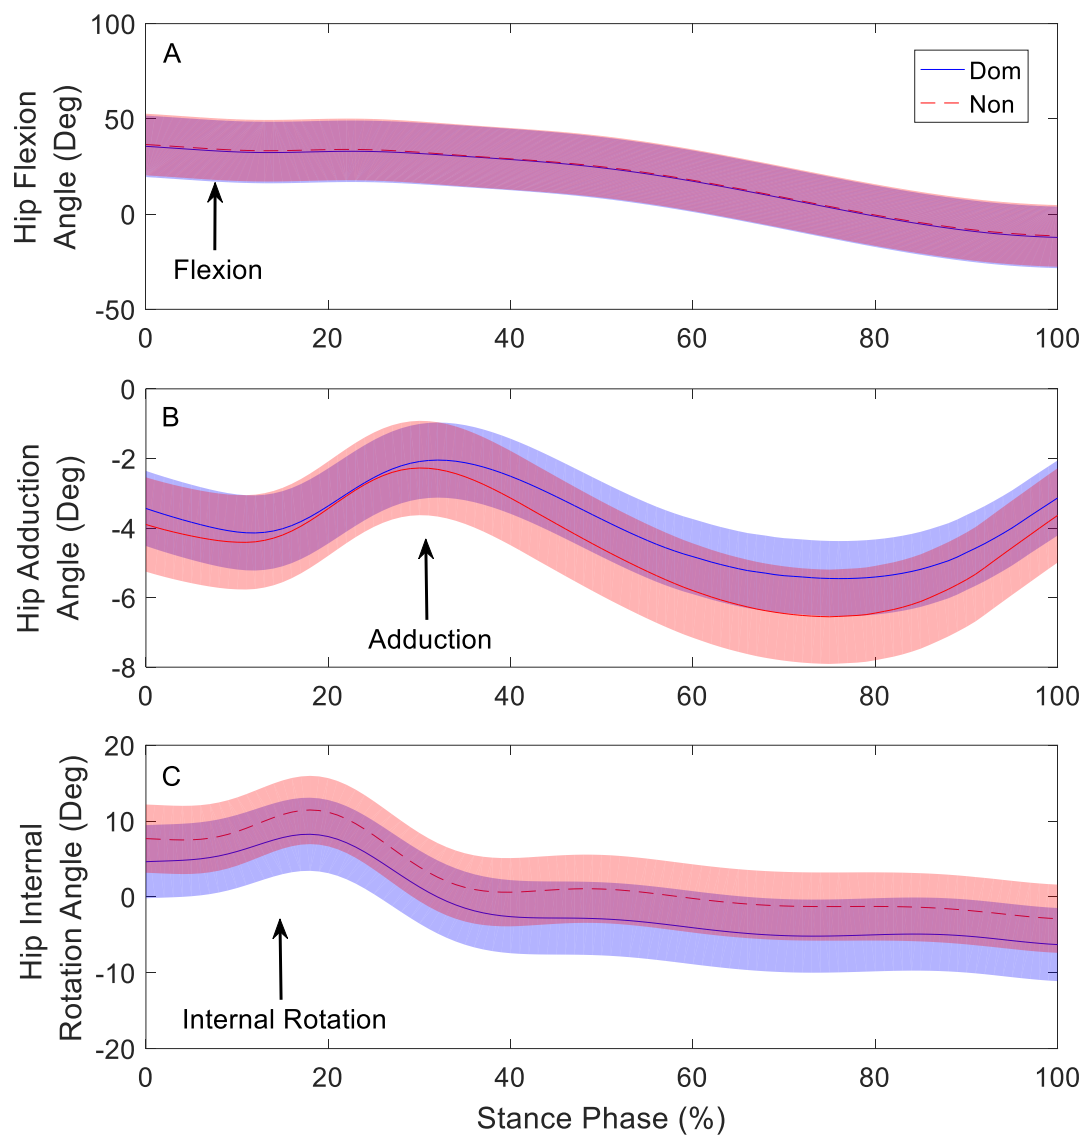 100
50
0
-50
Hip Flexion
Angle (Deg)
A
Dom
Non
Flexion
0
20
40
60
80
100
0
-2
-4
-6
-8
Hip Adduction
Angle (Deg)
B
Adduction
0
20
40
60
80
100
20
10
0
-10
-20
Hip Internal
Rotation Angle (Deg)
C
Internal Rotation
0
20
40
60
80
100
Stance Phase (%)